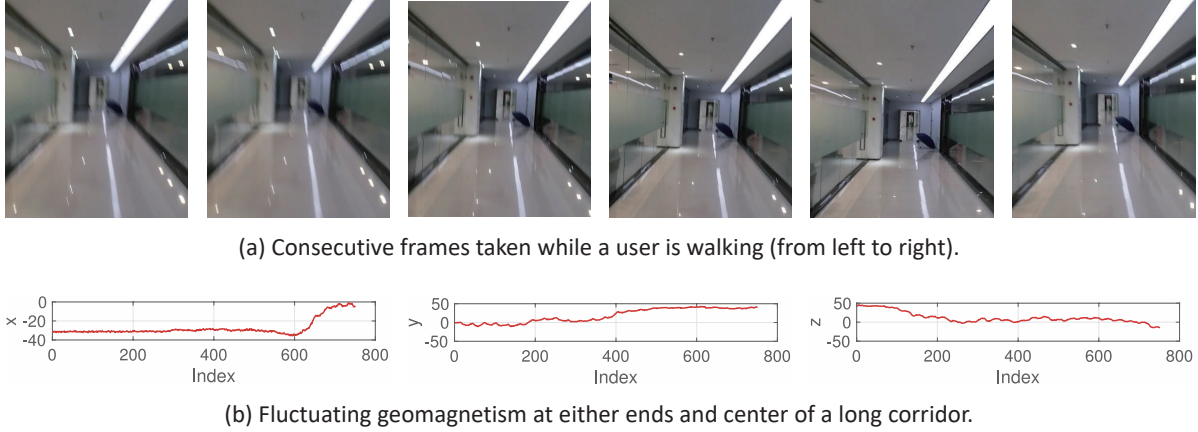 (a) Consecutive frames taken while a user is walking (from left to right).
x
0
-20
-40
0 200 400 600 800
Index
y
50
0
-50
0 200 400 600 800
Index
z
50
0
-50
0 200 400 600 800
Index
(b) Fluctuating geomagnetism at either ends and center of a long corridor.